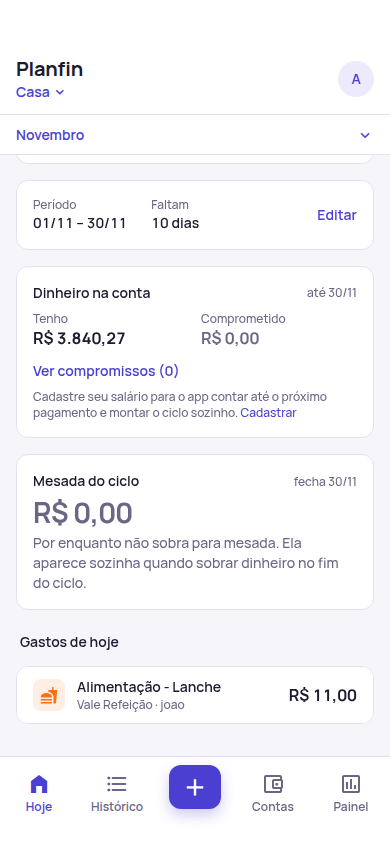 Planfin
Casa
A
Novembro
Período
Faltam
01/11 – 30/11
10 dias
Editar
Dinheiro na conta
até 30/11
Tenho
Comprometido
R$ 3.840,27
R$ 0,00
Ver compromissos (0)
Cadastre seu salário para o app contar até o próximo
pagamento e montar o ciclo sozinho. Cadastrar
Mesada do ciclo
fecha 30/11
R$ 0,00
Por enquanto não sobra para mesada. Ela
aparece sozinha quando sobrar dinheiro no fim
do ciclo.
Gastos de hoje
Alimentação - Lanche
Vale Refeição · joao
R$ 11,00
Hoje
Histórico
Contas
Painel